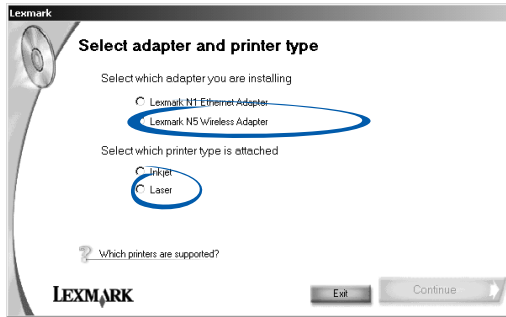 Lexmark
Select adapter and printer type
Select which adapter you are installing
Lexmark N1 Ethernet Adapter
Lexmark N5 Wireless Adapter
Select which printer type is attached
Inkjet
Laser
Which printers are supported?
LEXMARK
Exit
Continue